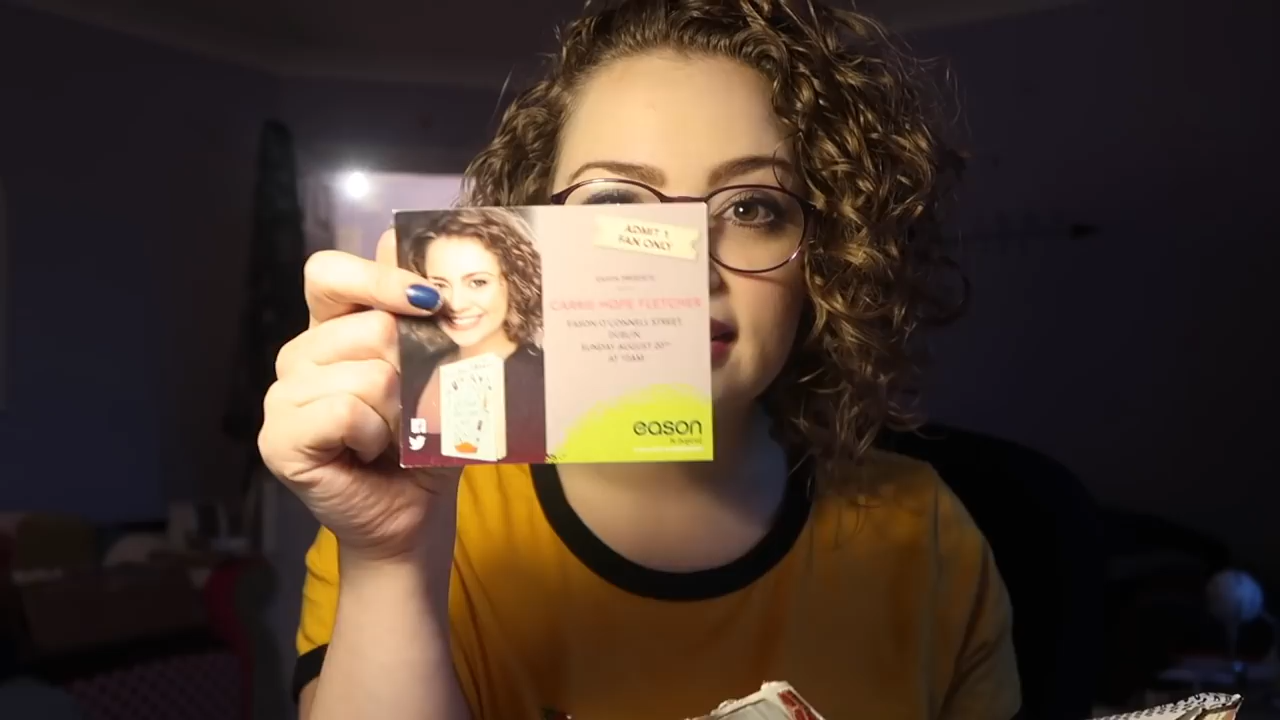 ADMIT 1
FAN ONLY
EASON PRESENTS
CARRIE HOPE FLETCHER
EASON O'CONNELL STREET,
DUBLIN,
SUNDAY AUGUST 20TH
AT 11AM
eason